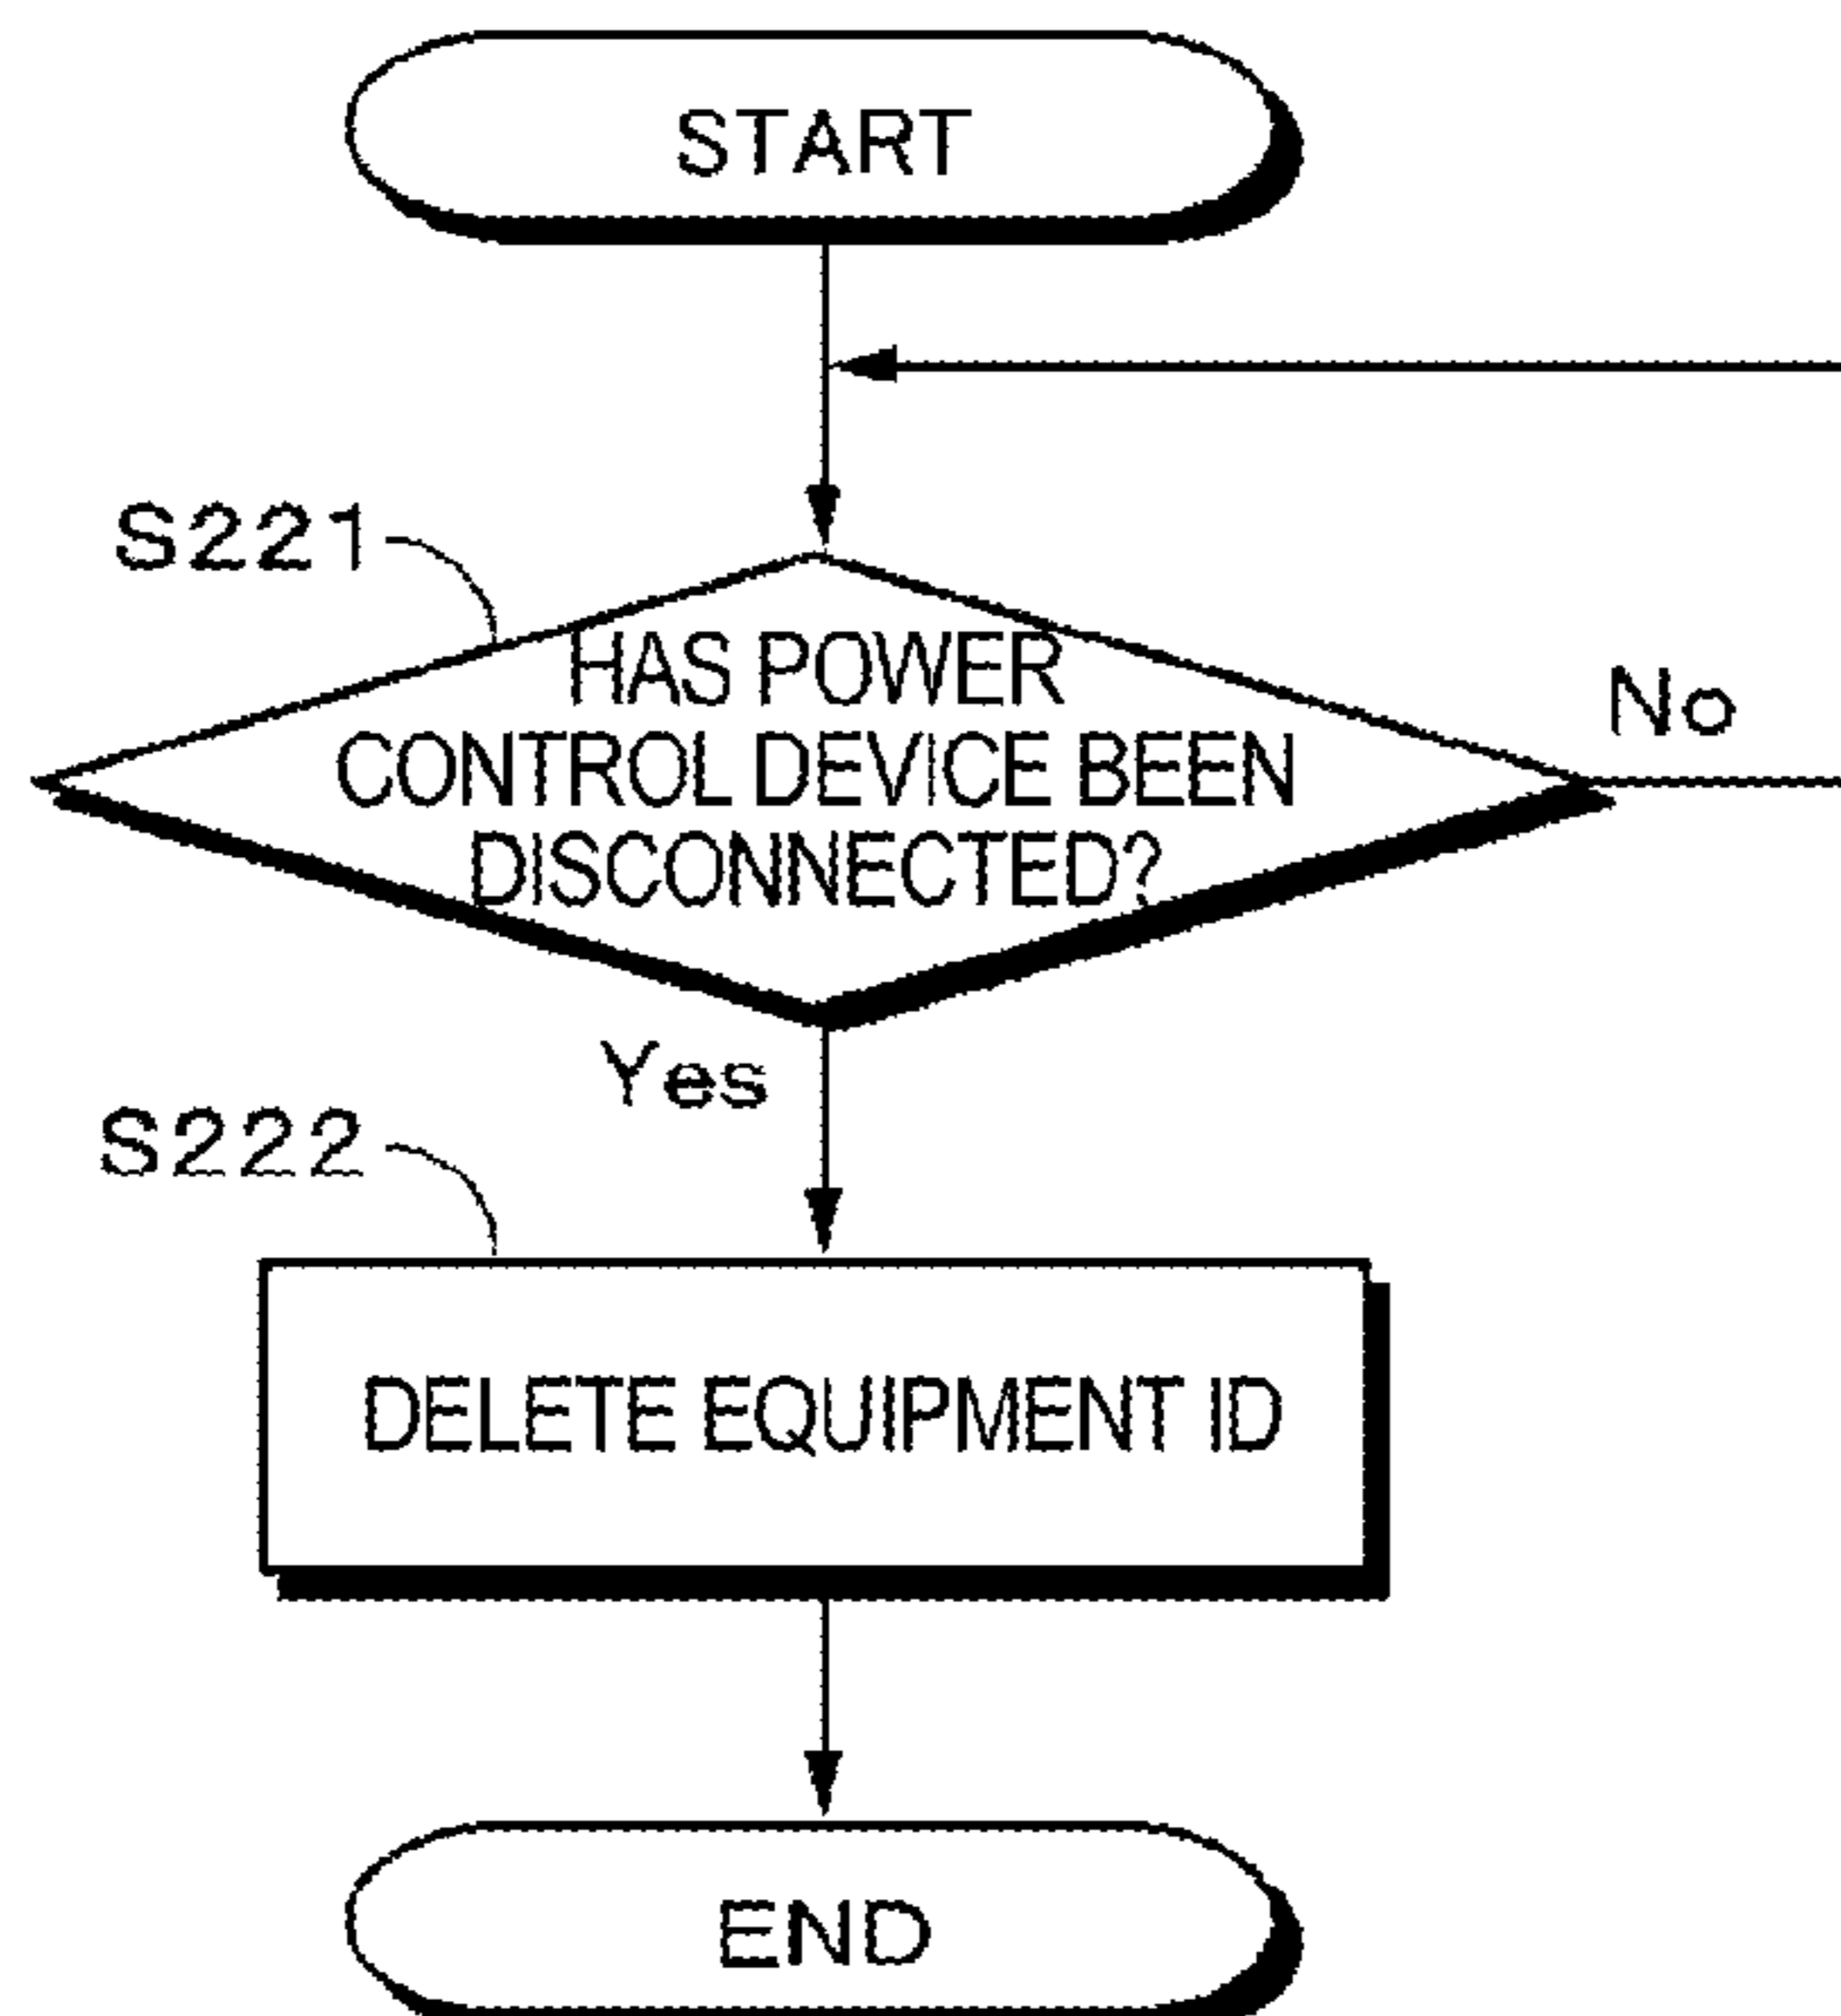 START
S221
HAS POWER
CONTROL DEVICE BEEN
DISCONNECTED?
No
Yes
S222
DELETE EQUIPMENT ID
END